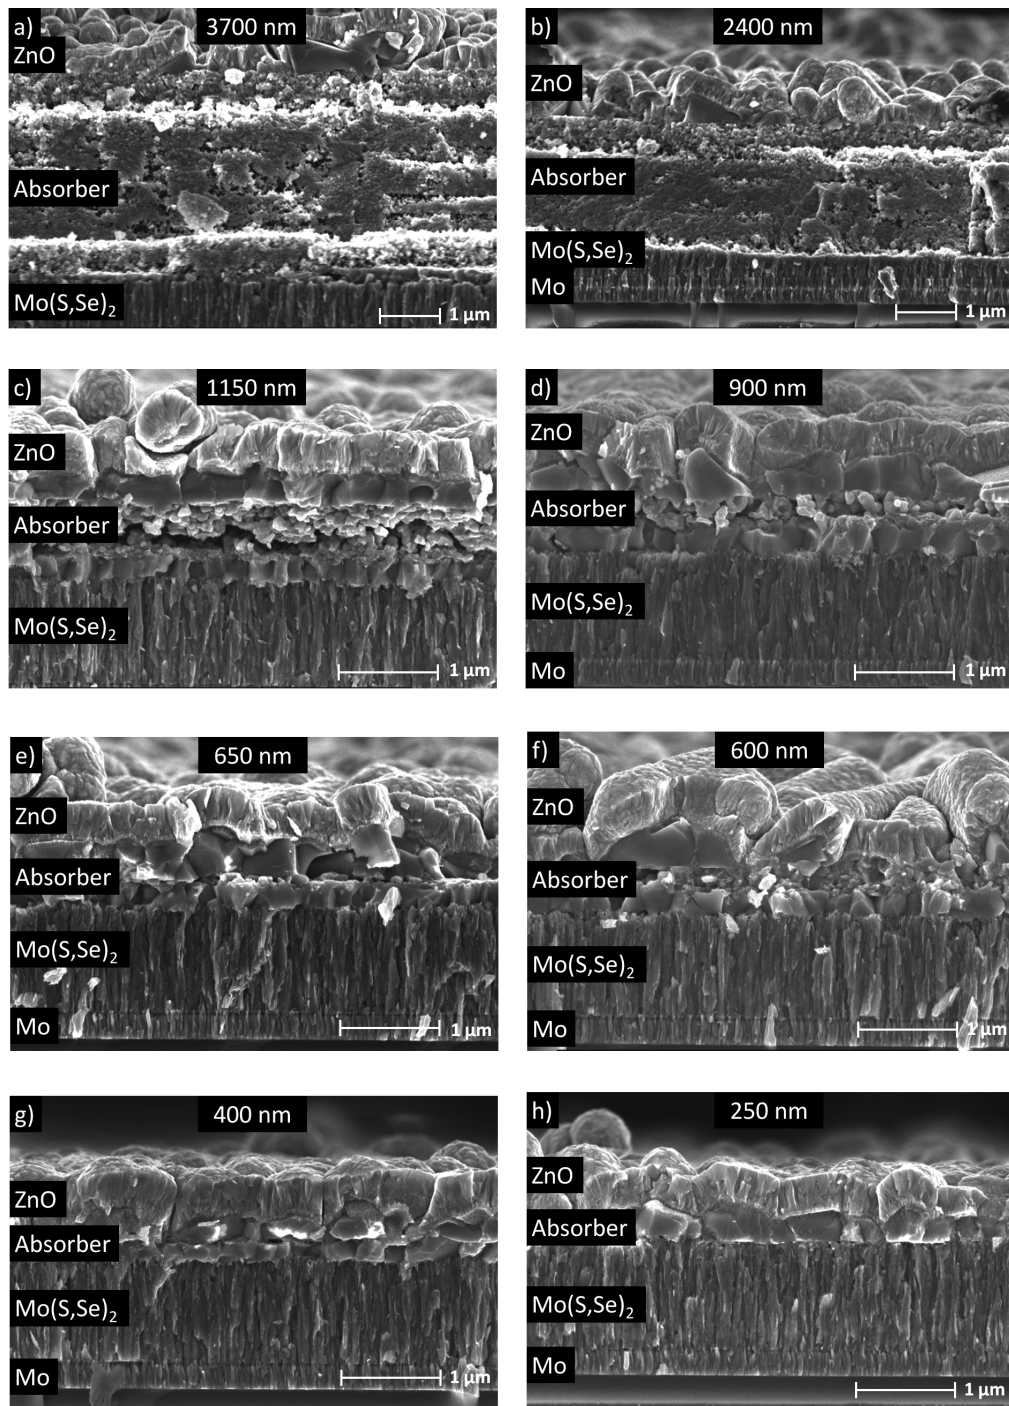 a) 3700 nm
ZnO
Absorber
Mo(S,Se)₂
1 µm
b) 2400 nm
ZnO
Absorber
Mo(S,Se)₂
Mo
1 µm
c) 1150 nm
ZnO
Absorber
Mo(S,Se)₂
1 µm
d) 900 nm
ZnO
Absorber
Mo(S,Se)₂
Mo
1 µm
e) 650 nm
ZnO
Absorber
Mo(S,Se)₂
Mo
1 µm
f) 600 nm
ZnO
Absorber
Mo(S,Se)₂
Mo
1 µm
g) 400 nm
ZnO
Absorber
Mo(S,Se)₂
Mo
1 µm
h) 250 nm
ZnO
Absorber
Mo(S,Se)₂
Mo
1 µm